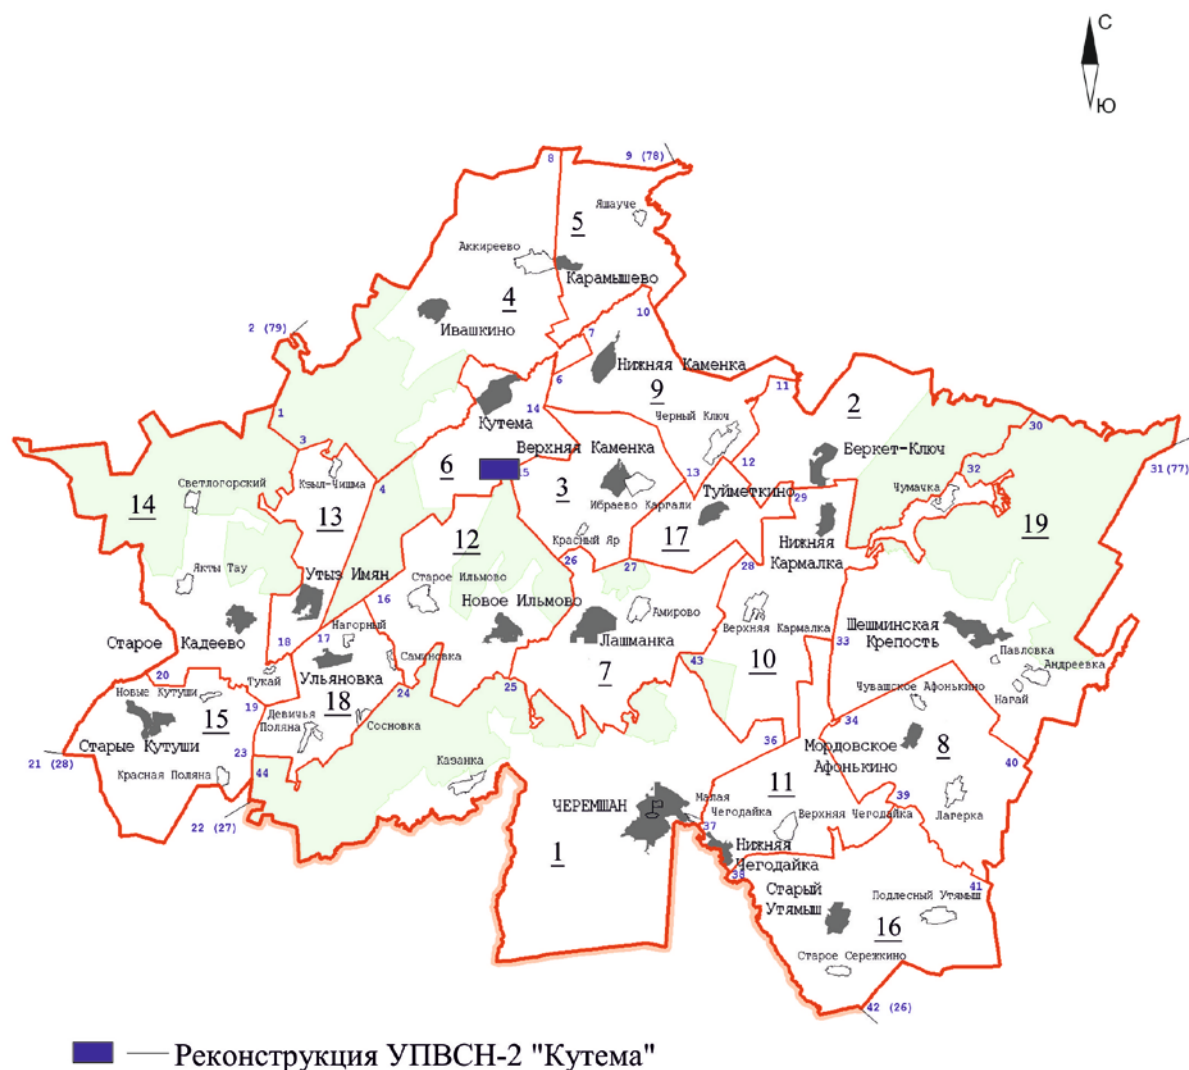 С
Ю
8
9 (78)
5
Яшауче
Аккиреево
Карамышево
4
Ивашкино
10
2 (79)
7
Нижняя Каменка
6
9
11
2
1
14
Кутема
Черный Ключ
30
3
Верхняя Каменка
Беркет-Ключ
31 (77)
Кзыл-Чишма
4
6
15
3
13
12
32
Светлогорский
Чумачка
14
13
Ибраево Каргали
Туйметкино
29
19
12
Красный Яр
17
Нижняя
Кармалка
26
27
28
Якты Тау
Утыз Имян
Старое Ильмово
16
Новое Ильмово
Амирово
Нагорный
Верхняя Кармалка
Шешминская
Крепость
Старое Кадеево
18
17
Лашманка
33
Павловка
Саминовка
43
10
Андреевка
Тукай
Ульяновка
7
20
24
25
Чувашское Афонькино
Нагай
Новые Кутуши
15
19
18
Девичья
Поляна
Сосновка
34
Старые Кутуши
23
36
Мордовское
Афонькино
8
40
21 (28)
Красная Поляна
44
Казанка
11
39
22 (27)
ЧЕРЕМШАН
Малая
Чегодайка
Верхняя Чегодайка
Лагерка
37
1
Нижняя
Чегодайка
38
Старый
Утямыш
Подлесный Утямыш
41
16
Старое Сережкино
42 (26)
Реконструкция УПВСН-2 "Кутема"